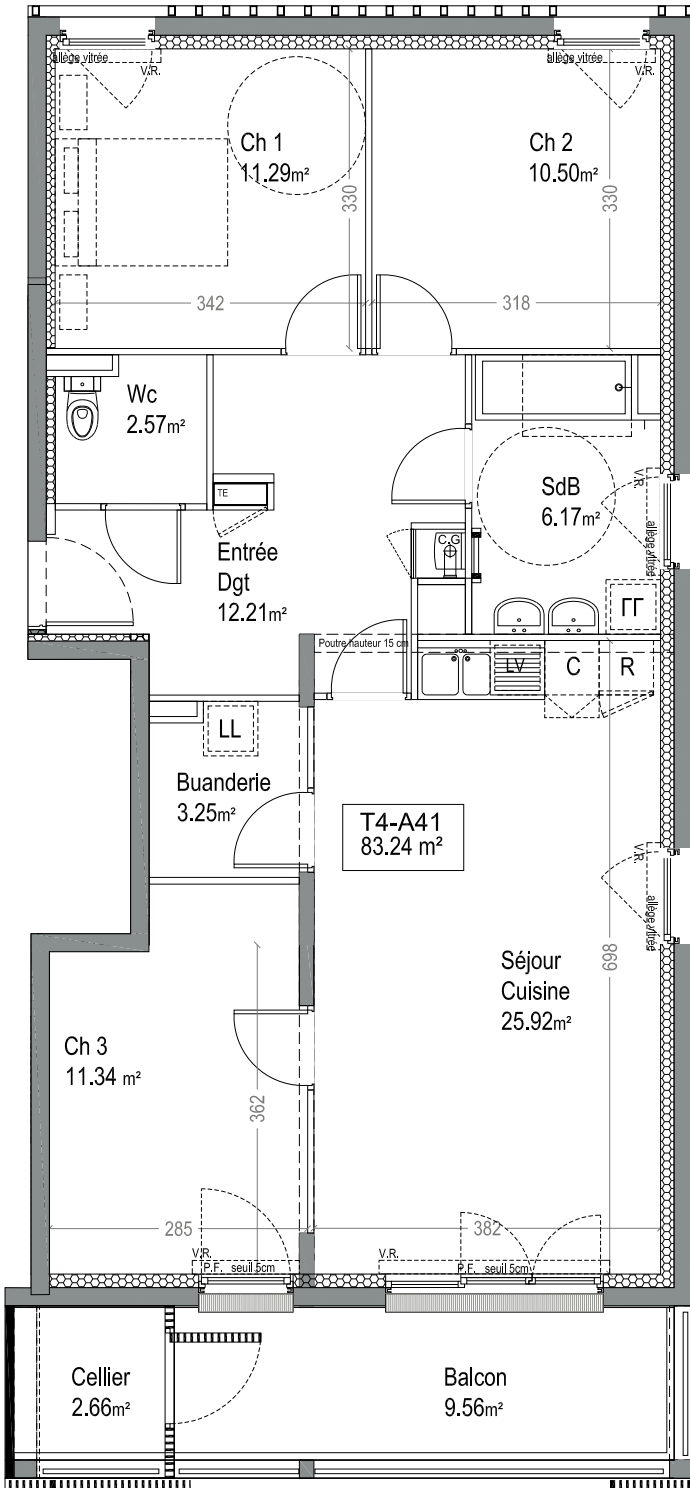 allège vitrée
V.R.
allège vitrée
V.R.
Ch 1
11.29m²
330
342
Ch 2
10.50m²
330
318
Wc
2.57m²
TE
Entrée
Dgt
12.21m²
C.G
SdB
6.17m²
V.R.
allège vitrée
TT
Poutre hauteur 15 cm
LV
C
R
LL
Buanderie
3.25m²
T4-A41
83.24 m²
V.R.
allège vitrée
698
Séjour
Cuisine
25.92m²
Ch 3
11.34 m²
362
285
382
V.R.
P.F. seuil 5cm
V.R.
P.F. seuil 5cm
Cellier
2.66m²
Balcon
9.56m²